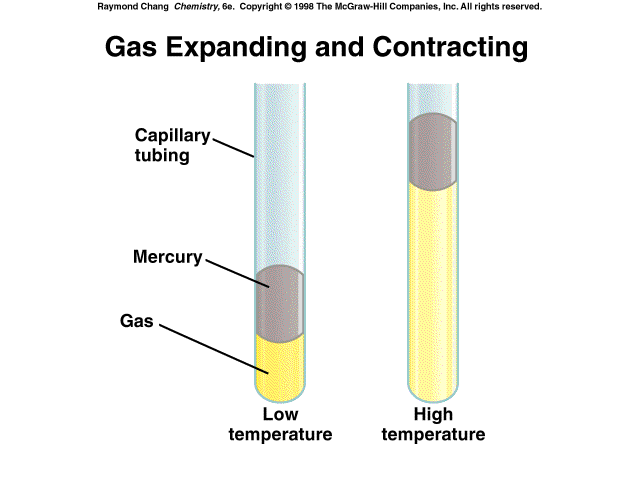 Raymond Chang Chemistry, 6e. Copyright © 1998 The McGraw-Hill Companies, Inc. All rights reserved.
Gas Expanding and Contracting
Capillary
tubing
Mercury
Gas
Low
temperature
High
temperature